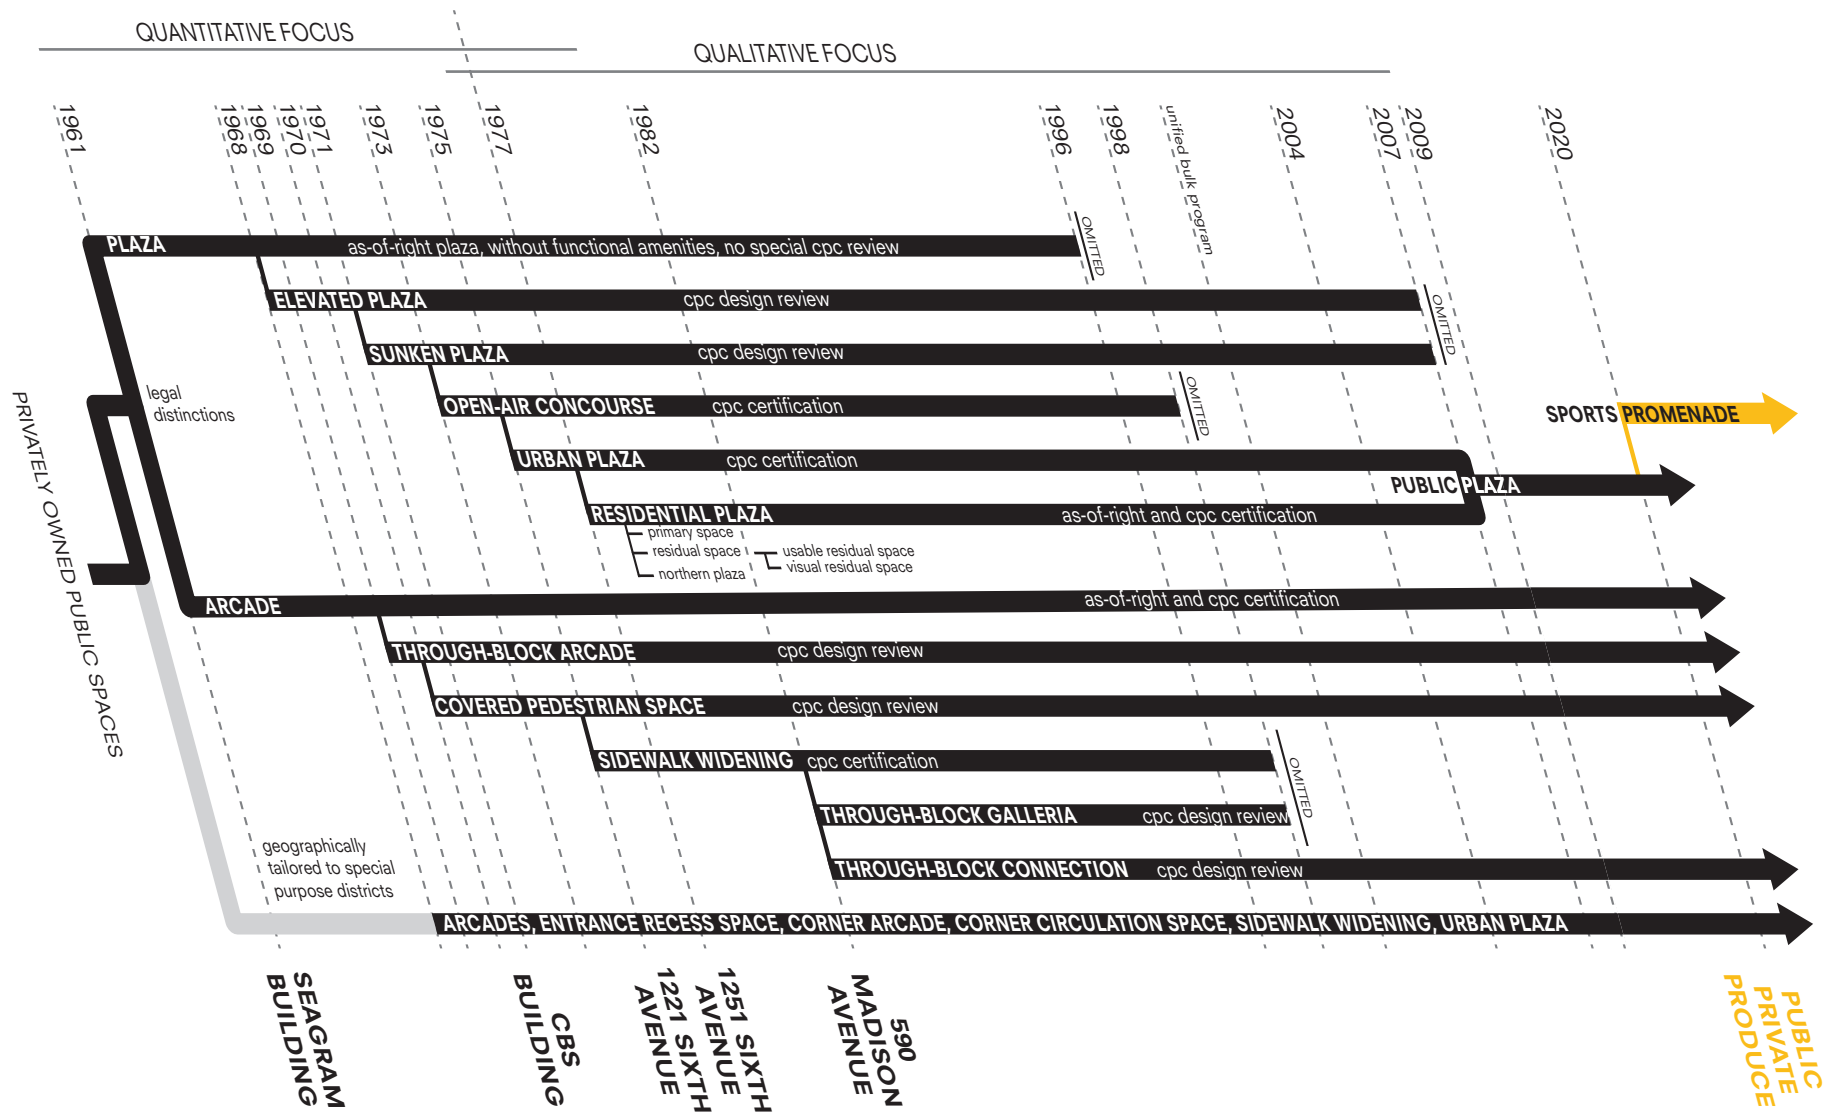 QUANTITATIVE FOCUS
QUALITATIVE FOCUS
1961
1968
1969
1970
1971
1973
1975
1977
1982
1996
1998
unified bulk program
2004
2007
2009
2020
PLAZA
as-of-right plaza, without functional amenities, no special cpc review
OMITTED
ELEVATED PLAZA
cpc design review
OMITTED
SUNKEN PLAZA
cpc design review
legal
distinctions
OPEN-AIR CONCOURSE
cpc certification
OMITTED
SPORTS PROMENADE
URBAN PLAZA
cpc certification
PUBLIC PLAZA
RESIDENTIAL PLAZA
as-of-right and cpc certification
primary space
residual space
usable residual space
visual residual space
northern plaza
PRIVATELY OWNED PUBLIC SPACES
ARCADE
as-of-right and cpc certification
THROUGH-BLOCK ARCADE
cpc design review
COVERED PEDESTRIAN SPACE
cpc design review
SIDEWALK WIDENING
cpc certification
OMITTED
THROUGH-BLOCK GALLERIA
cpc design review
THROUGH-BLOCK CONNECTION
cpc design review
geographically
tailored to special
purpose districts
ARCADES, ENTRANCE RECESS SPACE, CORNER ARCADE, CORNER CIRCULATION SPACE, SIDEWALK WIDENING, URBAN PLAZA
SEAGRAM
BUILDING
CBS
BUILDING
1221 SIXTH
AVENUE
1251 SIXTH
AVENUE
590
MADISON
AVENUE
PUBLIC
PRIVATE
PRODUCE